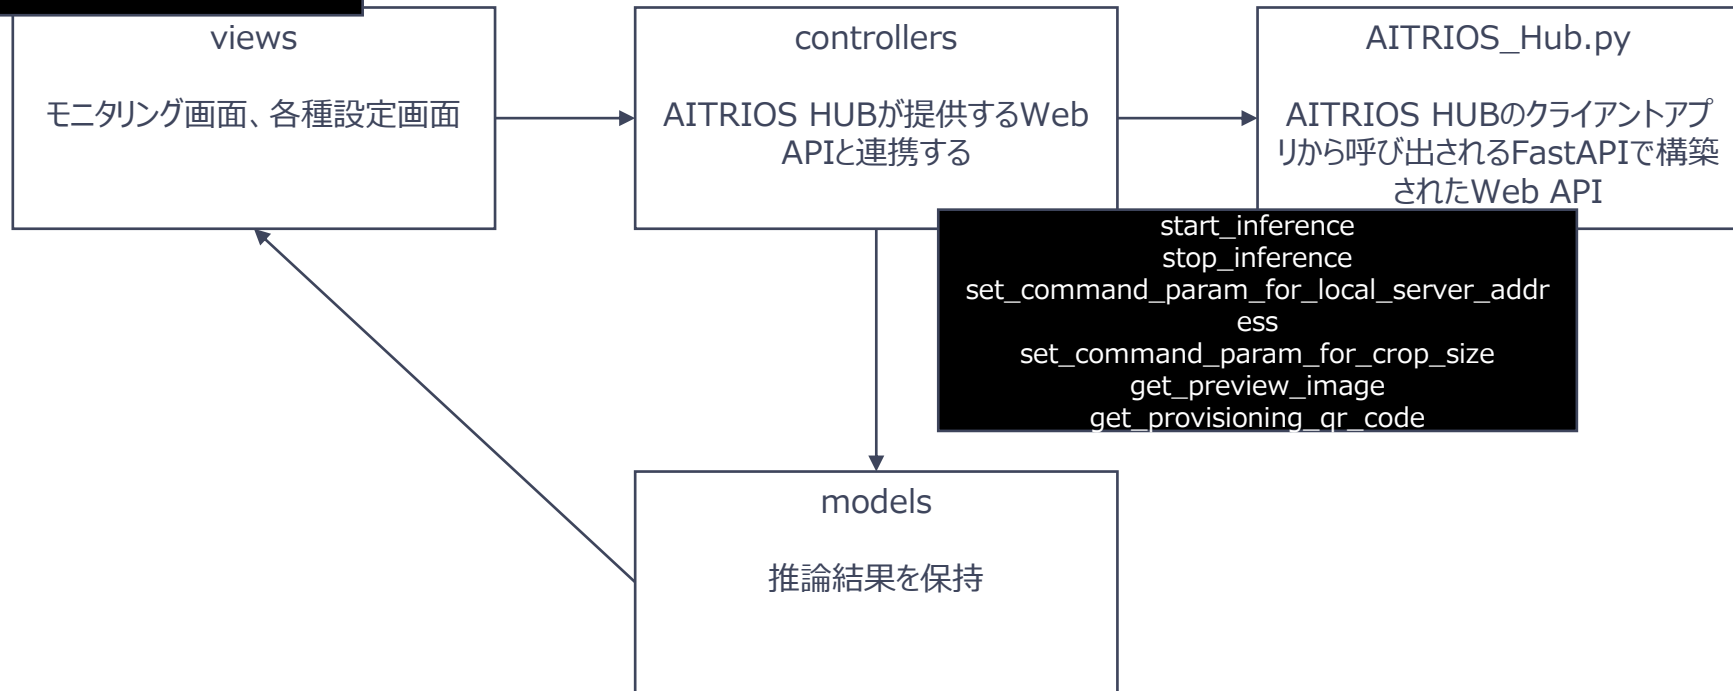 views
モニタリング画面、各種設定画面
controllers
AITRIOS HUBが提供するWeb
APIと連携する
AITRIOS_Hub.py
AITRIOS HUBのクライアントアプ
リから呼び出されるFastAPIで構築
されたWeb API
start_inference
stop_inference
set_command_param_for_local_server_addr
ess
set_command_param_for_crop_size
get_preview_image
get_provisioning_qr_code
models
推論結果を保持